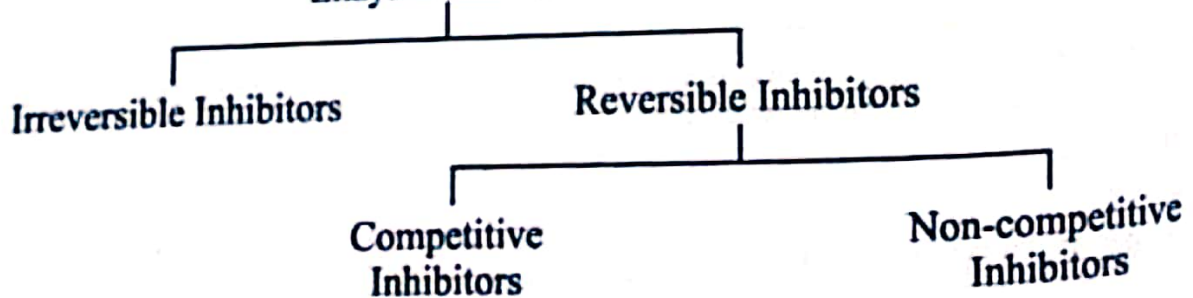 Irreversible Inhibitors
Reversible Inhibitors
Competitive
Inhibitors
Non-competitive
Inhibitors